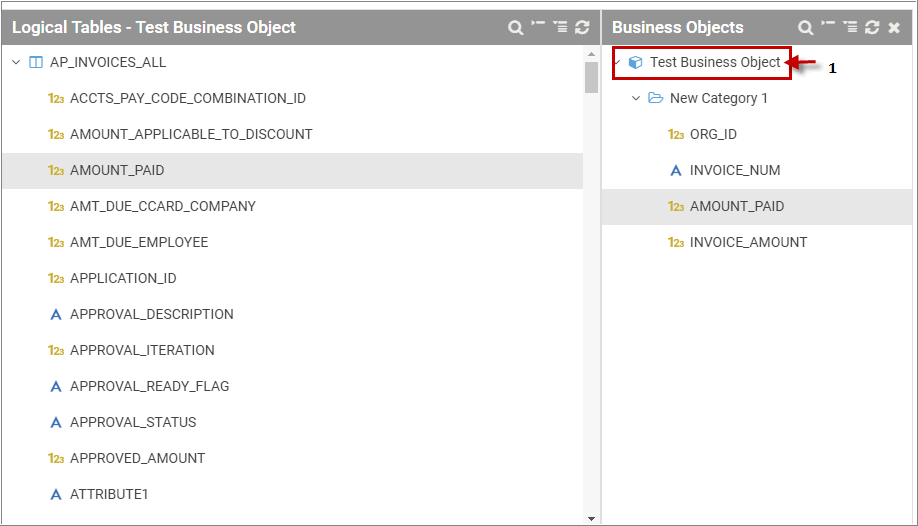 Logical Tables - Test Business Object
AP_INVOICES_ALL
123 ACCTS_PAY_CODE_COMBINATION_ID
123 AMOUNT_APPLICABLE_TO_DISCOUNT
123 AMOUNT_PAID
123 AMT_DUE_CCARD_COMPANY
123 AMT_DUE_EMPLOYEE
123 APPLICATION_ID
A APPROVAL_DESCRIPTION
123 APPROVAL_ITERATION
A APPROVAL_READY_FLAG
A APPROVAL_STATUS
123 APPROVED_AMOUNT
A ATTRIBUTE1
Business Objects
Test Business Object 1
New Category 1
123 ORG_ID
A INVOICE_NUM
123 AMOUNT_PAID
123 INVOICE_AMOUNT